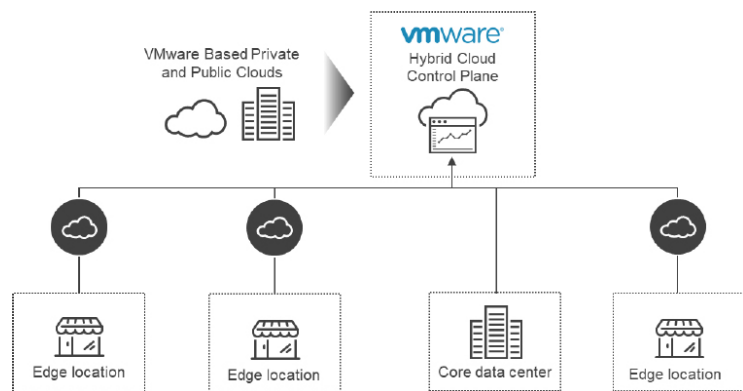 VMware Based Private
and Public Clouds
vmware®
Hybrid Cloud
Control Plane
Edge location
Edge location
Core data center
Edge location